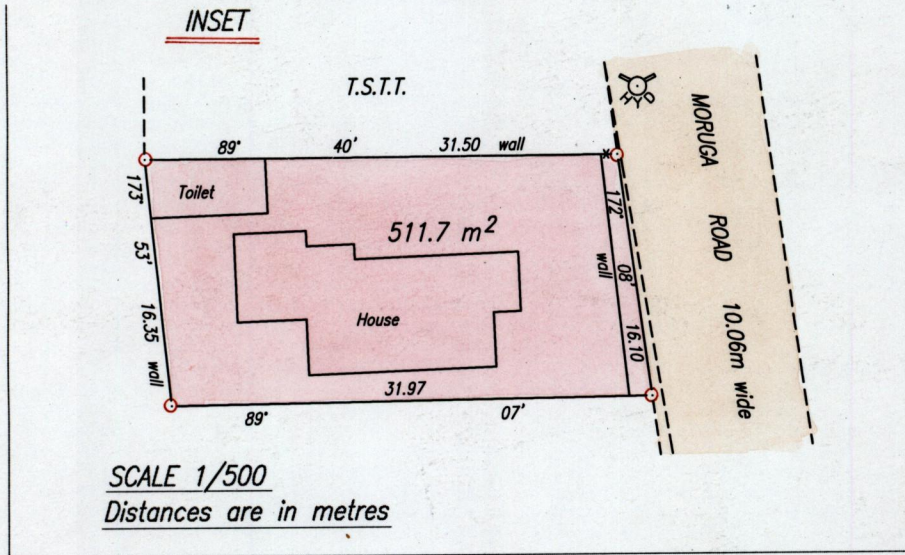 INSET
T.S.T.T.
89° 40' 31.50 wall
Toilet
173° 53' 16.35 wall
511.7 m²
House
wall
172° 08' 16.10
MORUGA ROAD 10.06m wide
31.97
89° 07'
SCALE 1/500
Distances are in metres